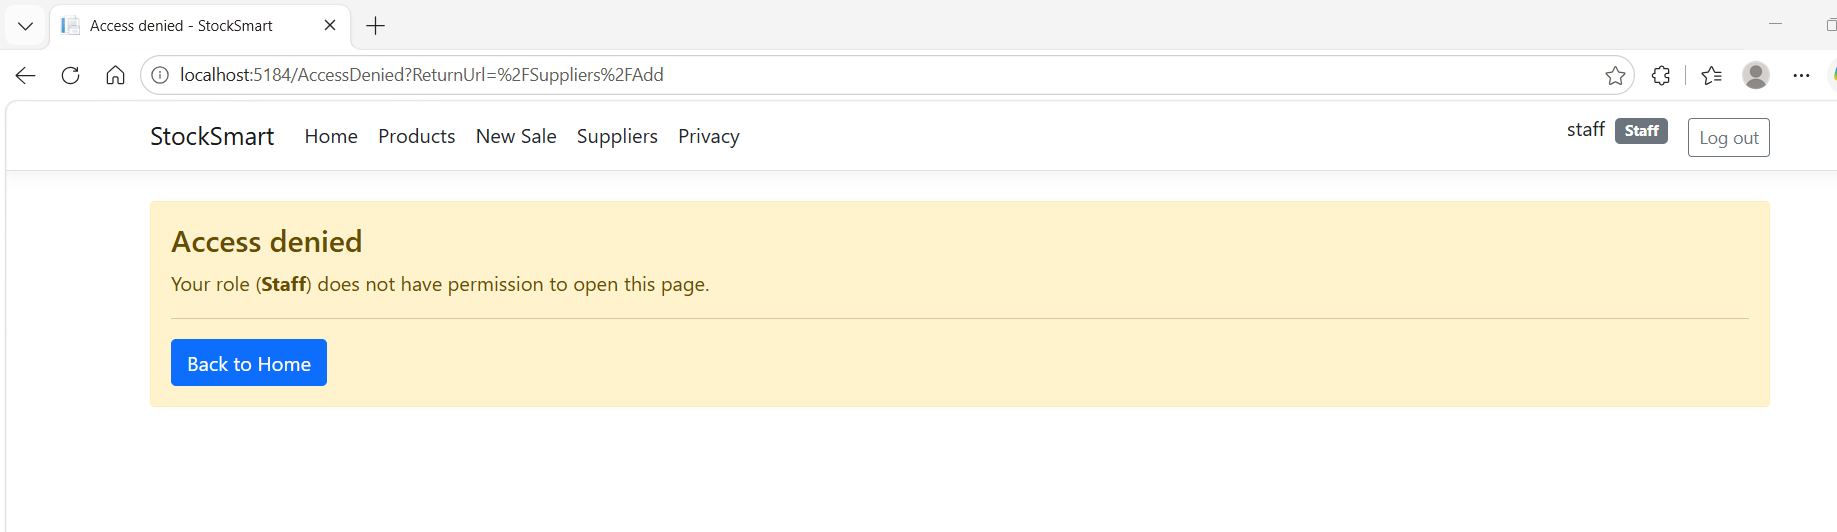 Access denied - StockSmart
localhost:5184/AccessDenied?ReturnUrl=%2FSuppliers%2FAdd
StockSmart Home Products New Sale Suppliers Privacy staff Staff Log out
Access denied
Your role (Staff) does not have permission to open this page.
Back to Home